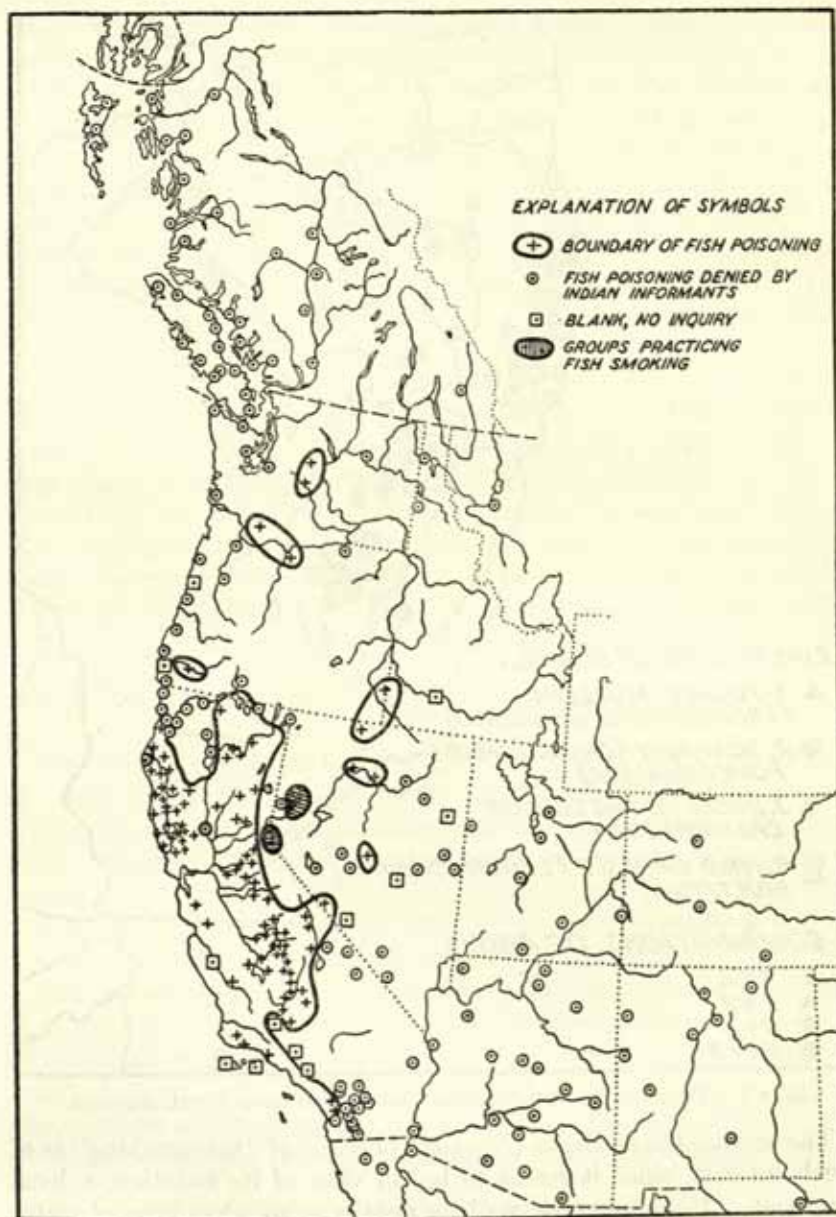 EXPLANATION OF SYMBOLS
BOUNDARY OF FISH POISONING
FISH POISONING DENIED BY
INDIAN INFORMANTS
BLANK, NO INQUIRY
GROUPS PRACTICING
FISH SMOKING